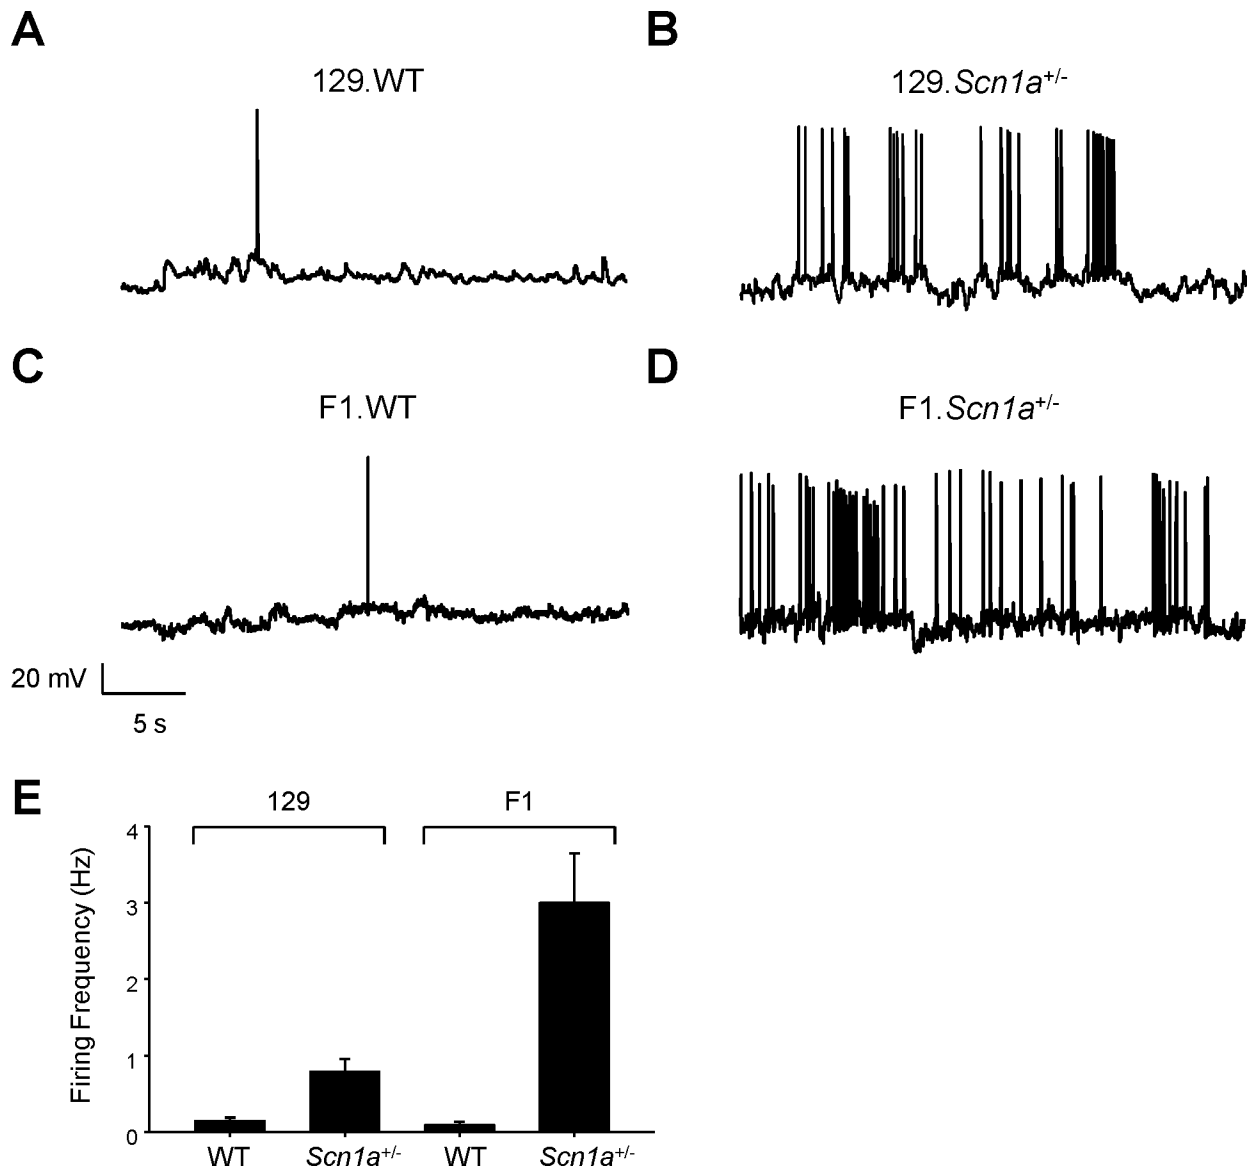 A
B
129.WT
129.Scn1a+/-
C
D
F1.WT
F1.Scn1a+/-
20 mV
5 s
E
129
F1
Firing Frequency (Hz)
4
3
2
1
0
WT
Scn1a+/-
WT
Scn1a+/-